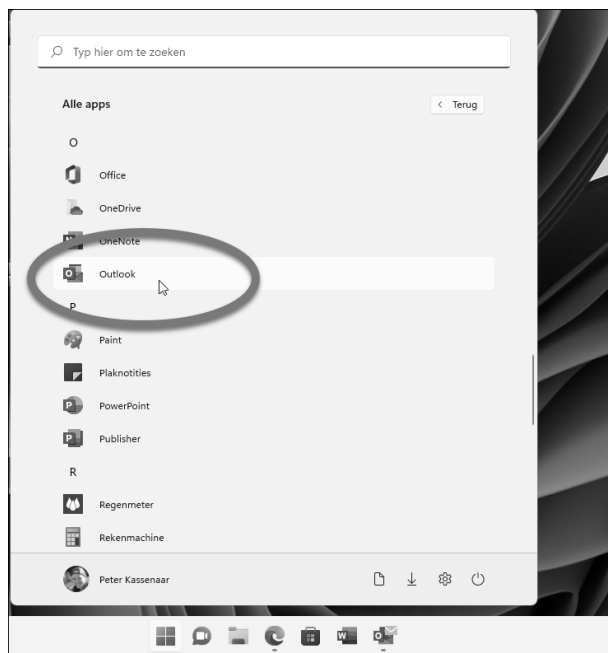 Typ hier om te zoeken
Alle apps
< Terug
O
Office
OneDrive
OneNote
Outlook
P
Paint
Plaknotities
PowerPoint
Publisher
R
Regenmeter
Rekenmachine
Peter Kassenaar